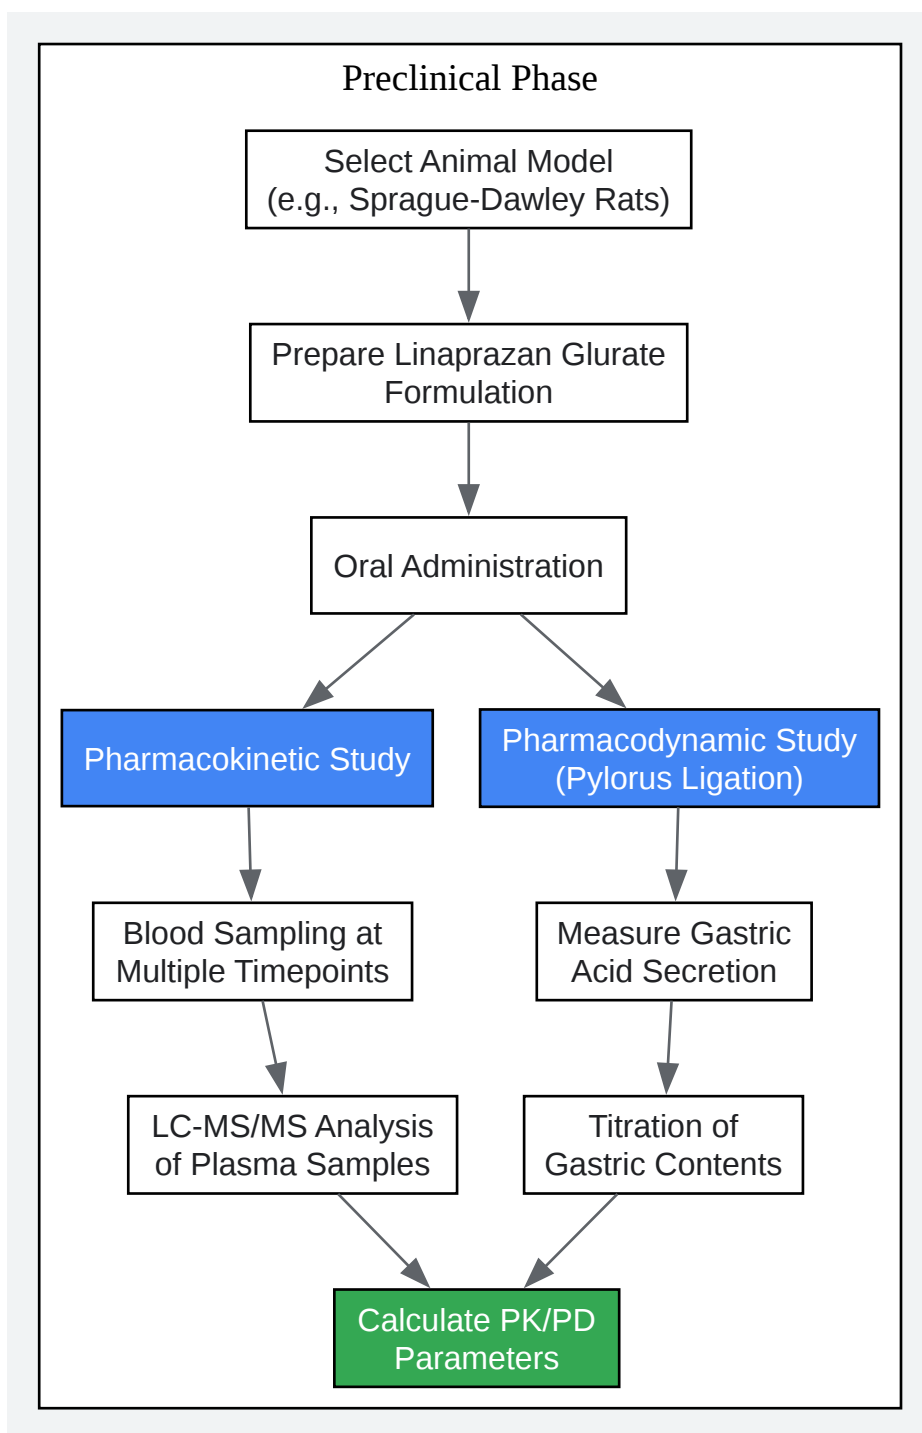 Preclinical Phase
Select Animal Model
(e.g., Sprague-Dawley Rats)
Prepare Linaprazan Glurate
Formulation
Oral Administration
Pharmacokinetic Study
Pharmacodynamic Study
(Pylorus Ligation)
Blood Sampling at
Multiple Timepoints
Measure Gastric
Acid Secretion
LC-MS/MS Analysis
of Plasma Samples
Titration of
Gastric Contents
Calculate PK/PD
Parameters